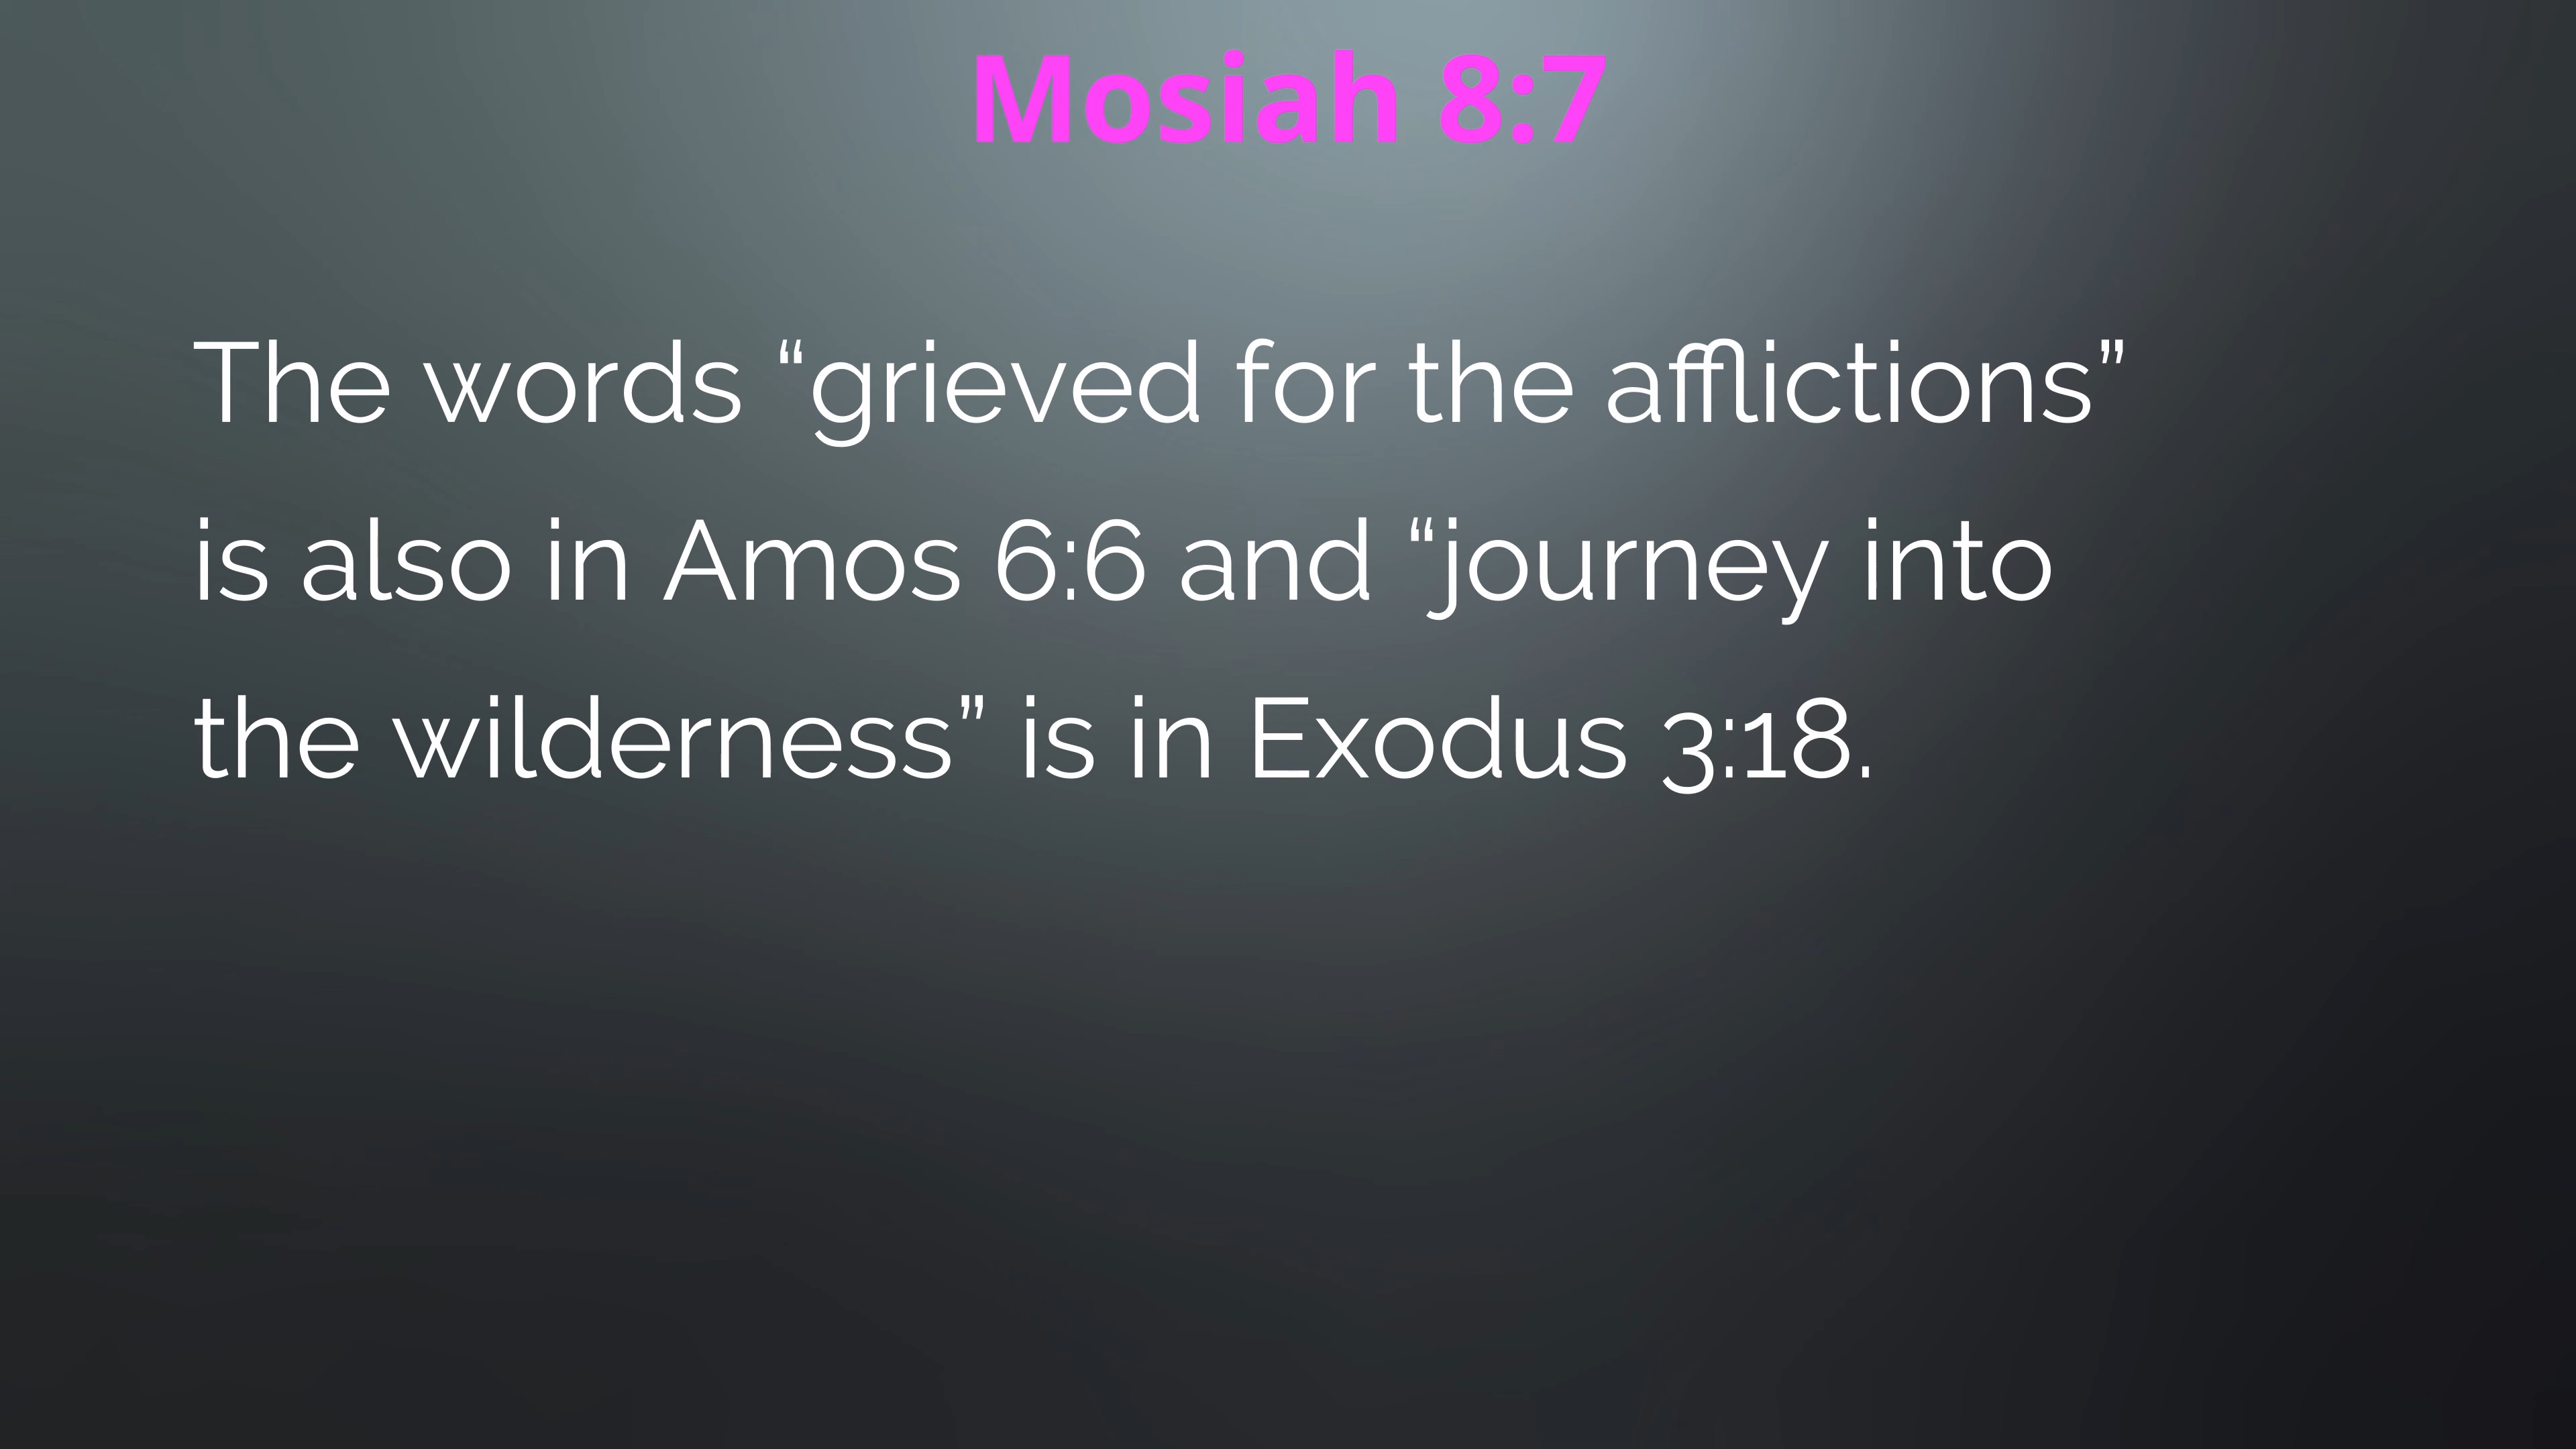 Mosiah 8:7
The words “grieved for the afflictions”
is also in Amos 6:6 and “journey into
the wilderness” is in Exodus 3:18.